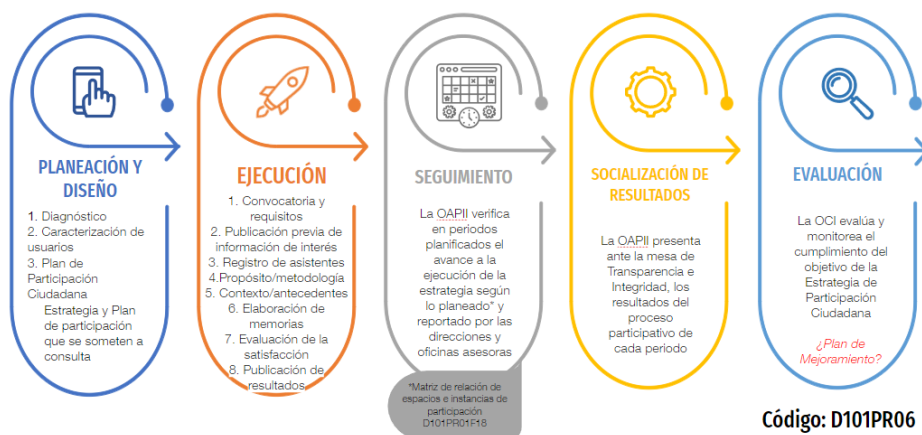 PLANEACIÓN Y
DISEÑO
1. Diagnóstico
2. Caracterización de
usuarios
3. Plan de
Participación
Ciudadana
Estrategia y Plan
de participación
que se someten a
consulta
EJECUCIÓN
1. Convocatoria y
requisitos
2. Publicación previa de
información de interés
3. Registro de asistentes
4.Propósito/metodología
5. Contexto/antecedentes
6. Elaboración de
memorias
7. Evaluación de la
satisfacción
8. Publicación de
resultados
SEGUIMIENTO
La OAPII verifica
en periodos
planificados el
avance a la
ejecución de la
estrategia según
lo planeado* y
reportado por las
direcciones y
oficinas asesoras
*Matriz de relación de
espacios e instancias de
participación
D101PR01F18
SOCIALIZACIÓN DE
RESULTADOS
La OAPII presenta
ante la mesa de
Transparencia e
Integridad, los
resultados del
proceso
participativo de
cada periodo
EVALUACIÓN
La OCI evalúa y
monitorea el
cumplimiento del
objetivo de la
Estrategia de
Participación
Ciudadana
¿Plan de
Mejoramiento?
Código: D101PR06